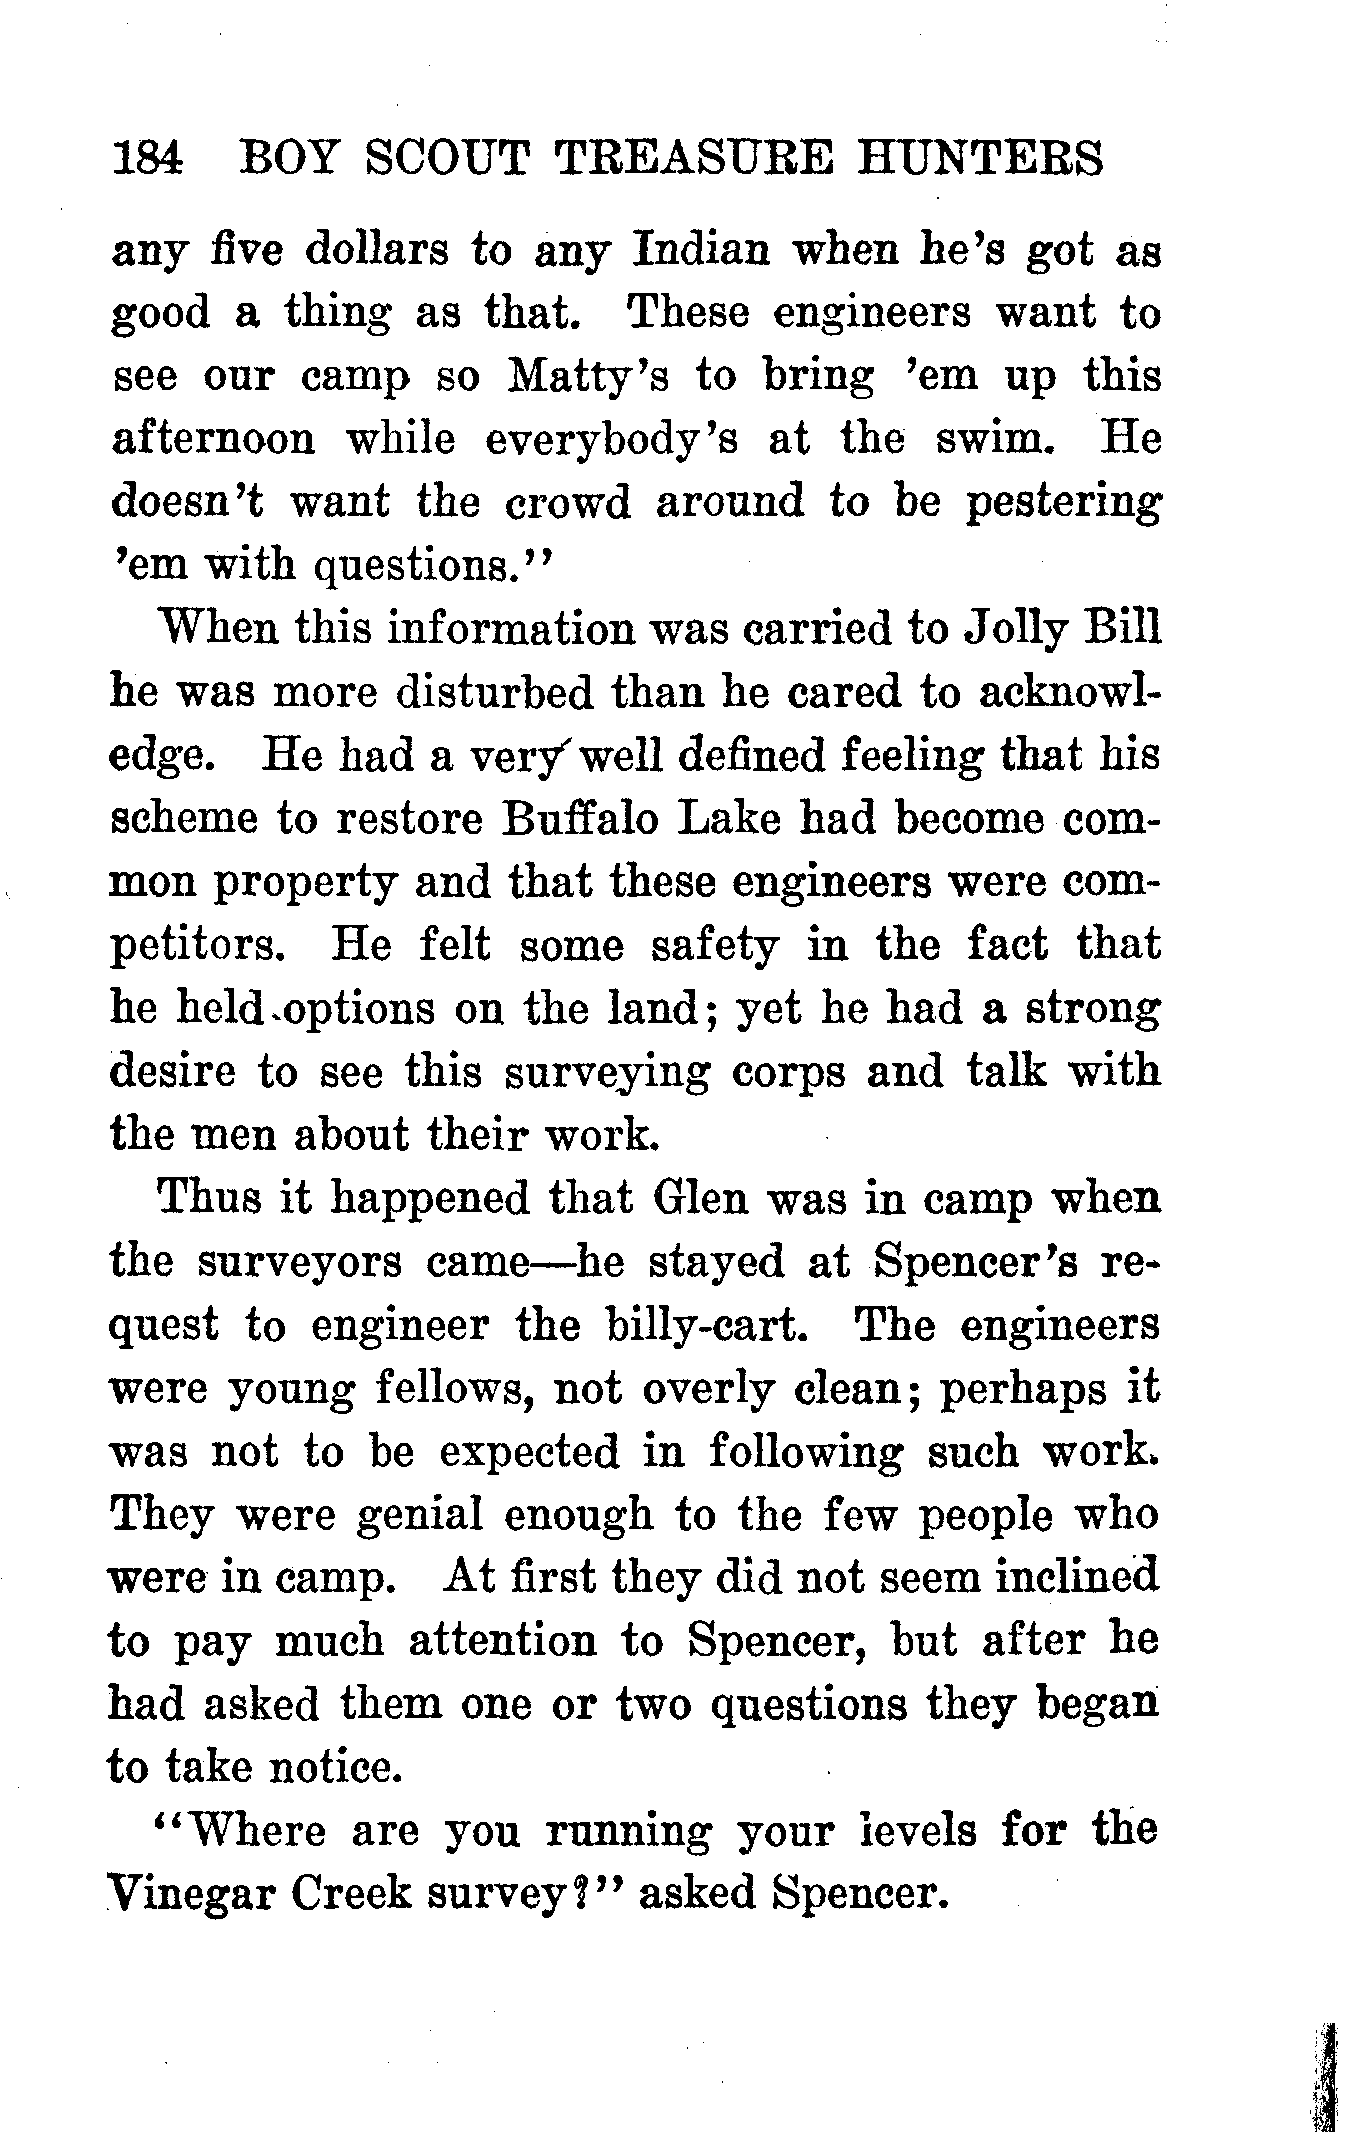 184 BOY SCOUT TREASURE HUNTERS
any five dollars to any Indian when he's got as
good a thing as that. These engineers want to
see our camp so Matty's to bring 'em up this
afternoon while everybody's at the swim. He
doesn't want the crowd around to be pestering
'em with questions."
When this information was carried to Jolly Bill
he was more disturbed than he cared to acknowl-
edge. He had a very well defined feeling that his
scheme to restore Buffalo Lake had become com-
mon property and that these engineers were com-
petitors. He felt some safety in the fact that
he held options on the land; yet he had a strong
desire to see this surveying corps and talk with
the men about their work.
Thus it happened that Glen was in camp when
the surveyors came—he stayed at Spencer's re-
quest to engineer the billy-cart. The engineers
were young fellows, not overly clean; perhaps it
was not to be expected in following such work.
They were genial enough to the few people who
were in camp. At first they did not seem inclined
to pay much attention to Spencer, but after he
had asked them one or two questions they began
to take notice.
"Where are you running your levels for the
Vinegar Creek survey?" asked Spencer.